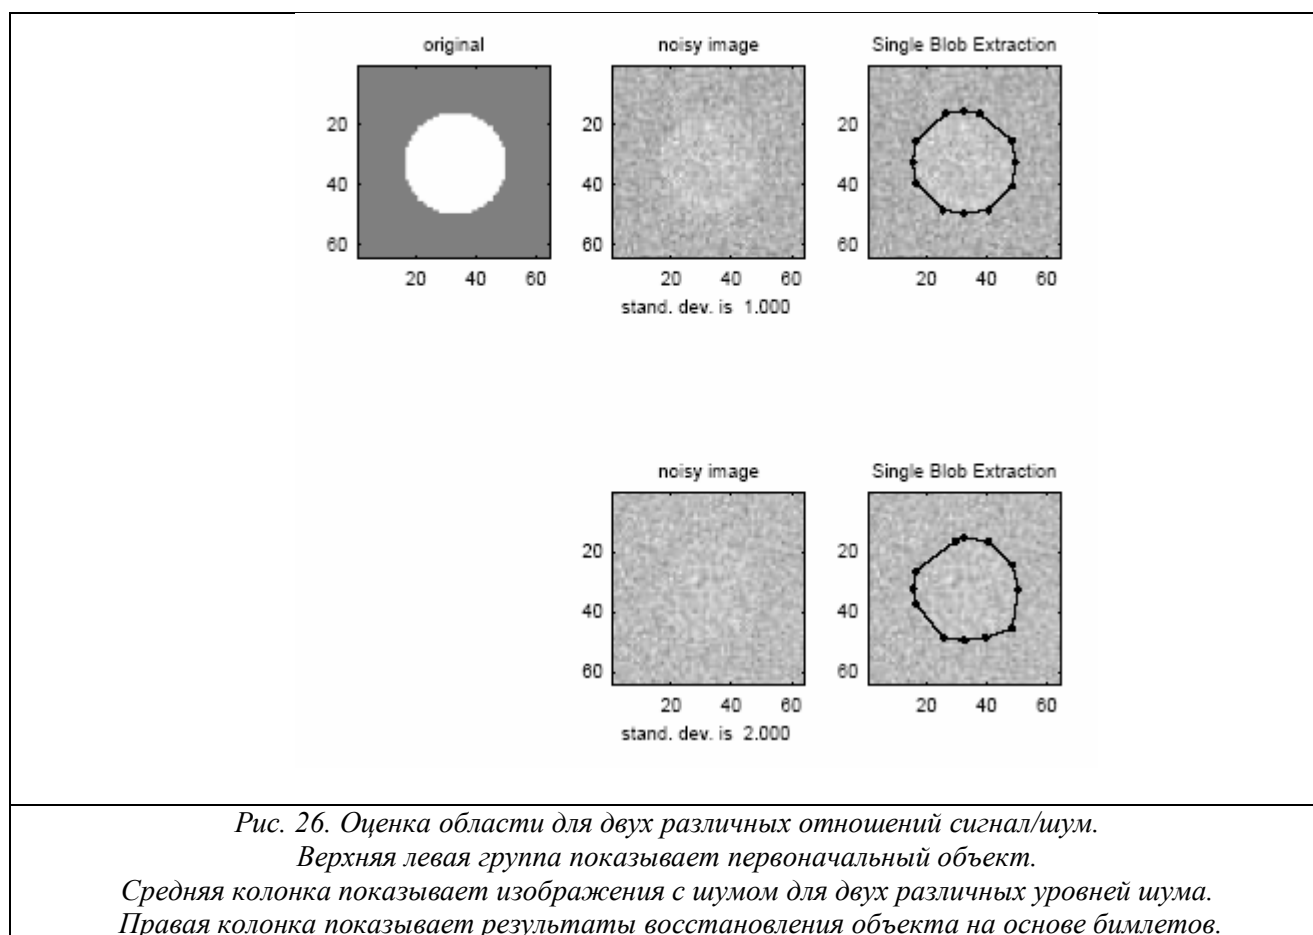 original noisy image Single Blob Extraction
20 20 20
40 40 40
60 60 60
20 40 60 20 40 60 20 40 60
stand. dev. is 1.000
noisy image Single Blob Extraction
20 20
40 40
60 60
20 40 60 20 40 60
stand. dev. is 2.000
Рис. 26. Оценка области для двух различных отношений сигнал/шум.
Верхняя левая группа показывает первоначальный объект.
Средняя колонка показывает изображения с шумом для двух различных уровней шума.
Правая колонка показывает результаты восстановления объекта на основе бимлетов.